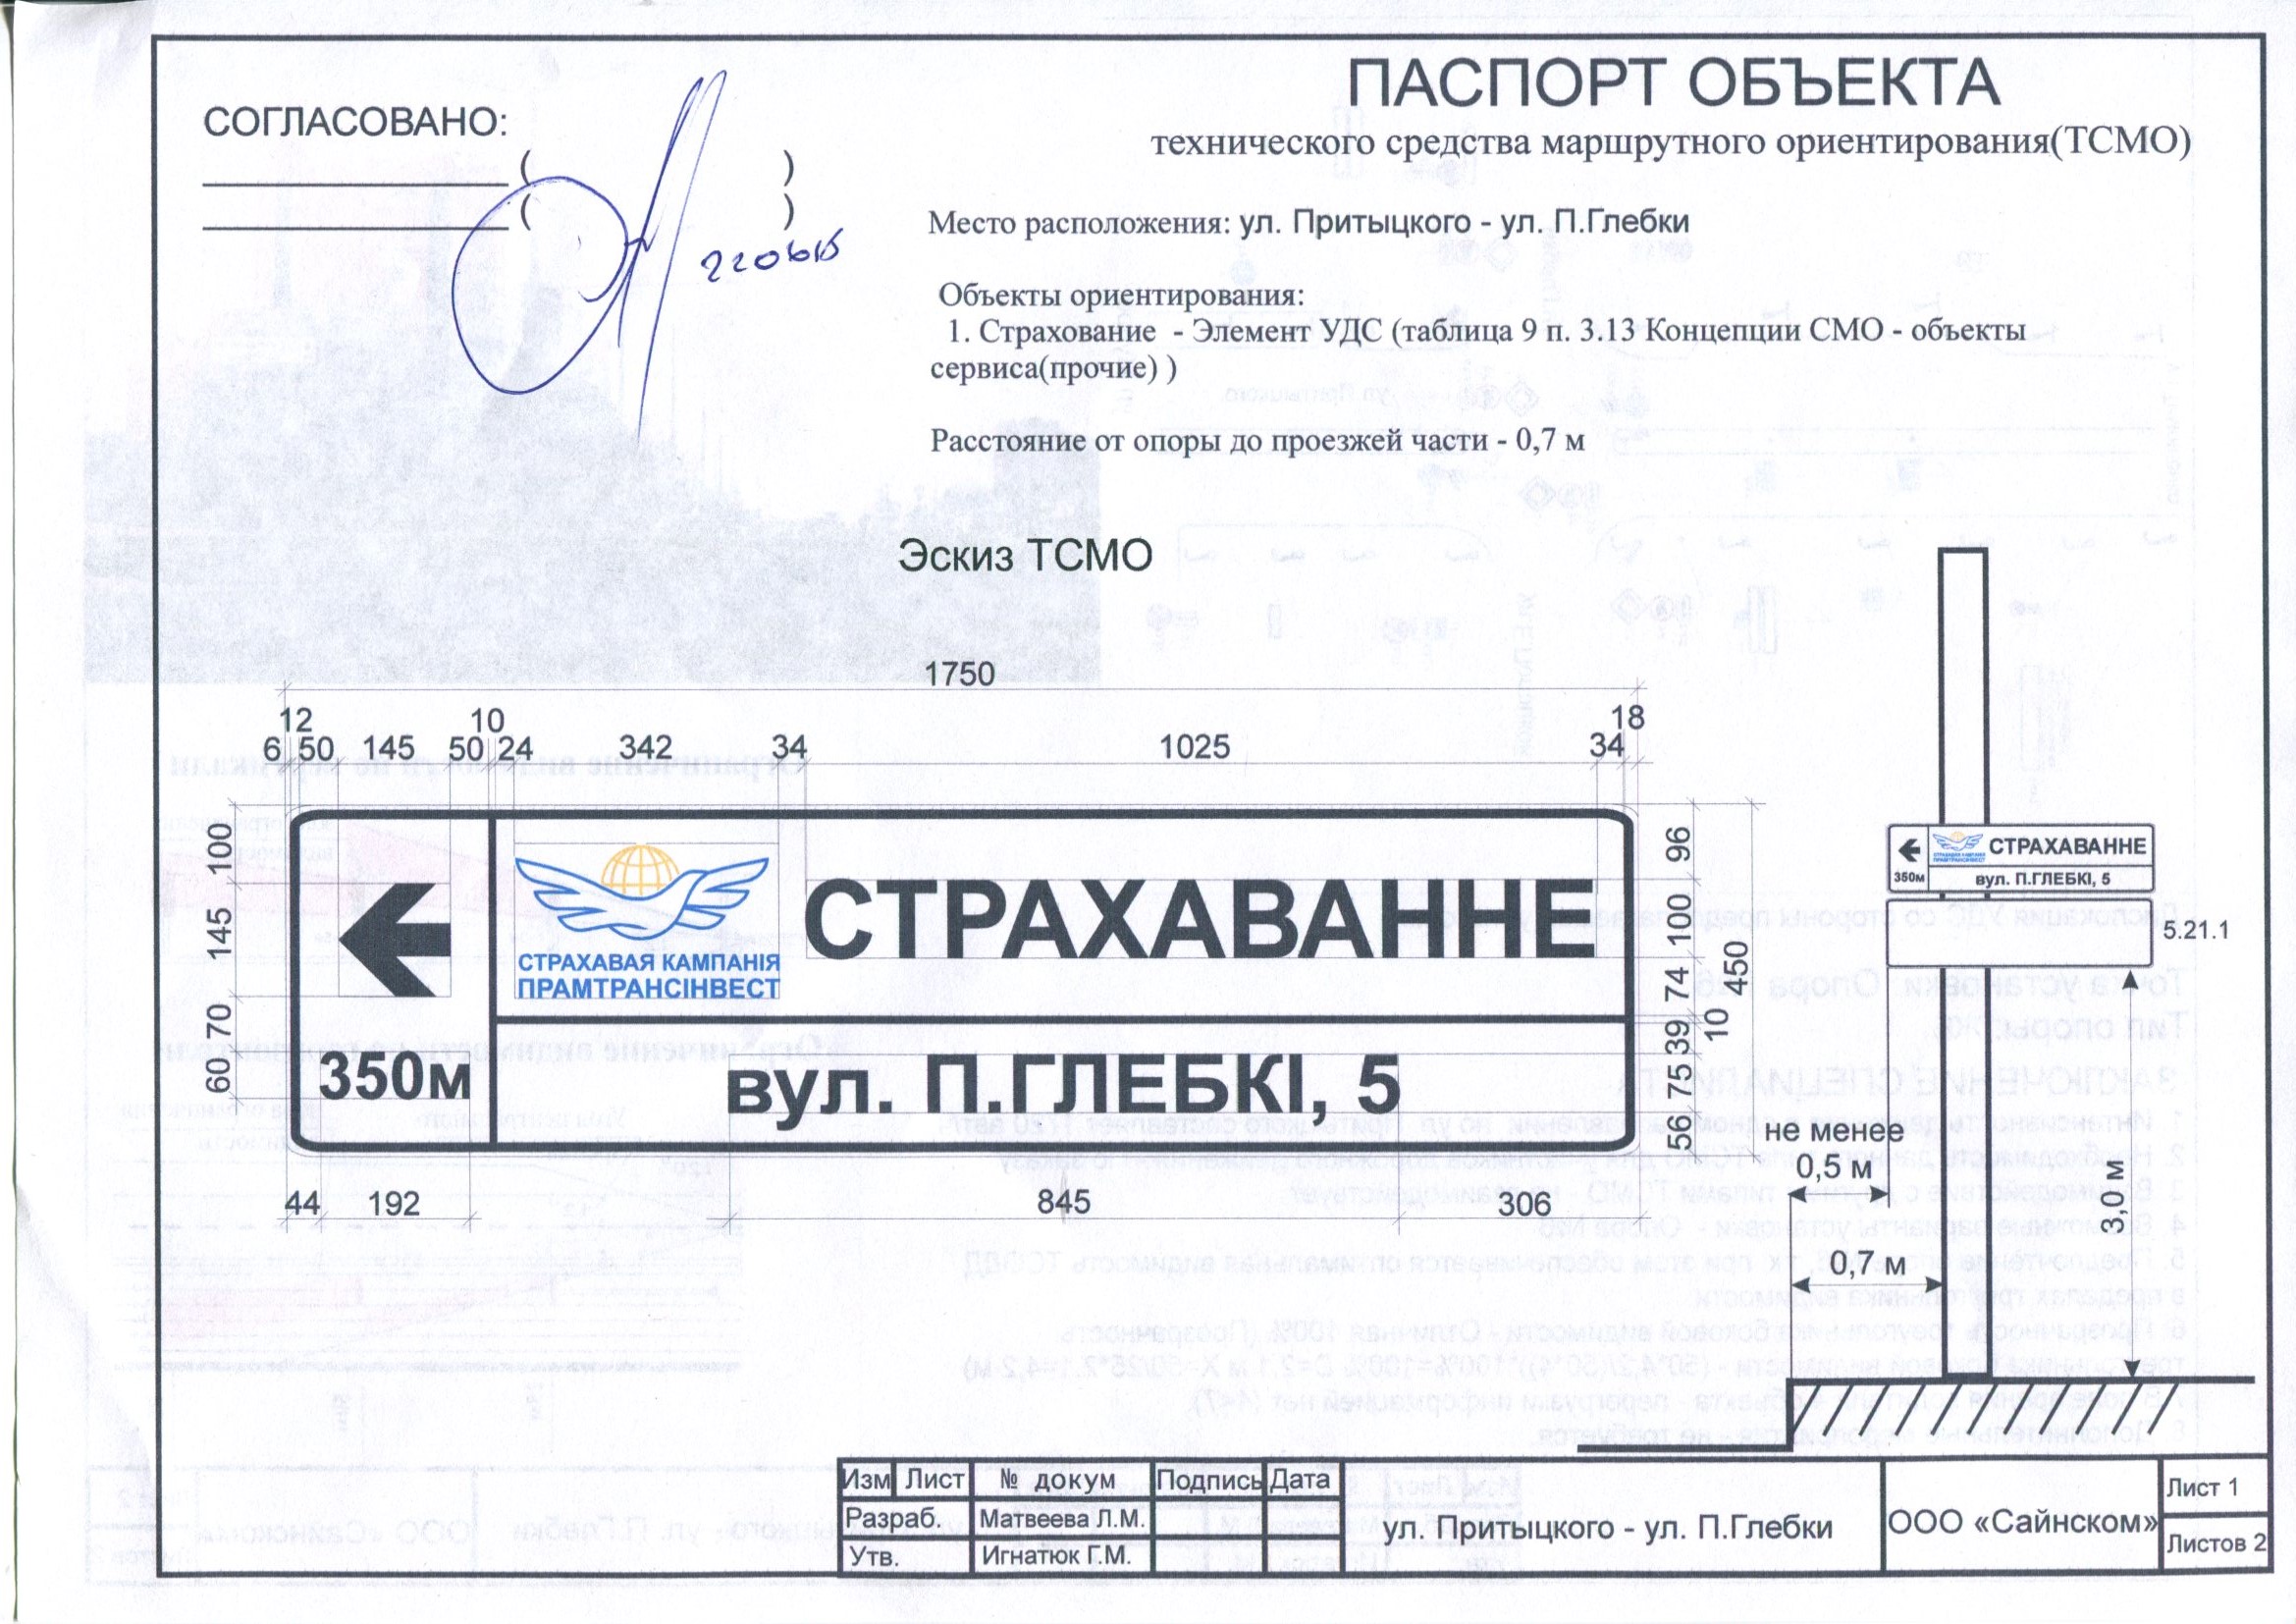 ПАСПОРТ ОБЪЕКТА
технического средства маршрутного ориентирования(ТСМО)
СОГЛАСОВАНО:
( )
( )
Место расположения: ул. Притыцкого - ул. П.Глебки
Объекты ориентирования:
1. Страхование - Элемент УДС (таблица 9 п. 3.13 Концепции СМО - объекты
сервиса(прочие) )
Расстояние от опоры до проезжей части - 0,7 м
Эскиз ТСМО
1750
12 10 18
6 50 145 50 24 342 34 1025 34
100
145
70
60
СТРАХАВАННЕ
СТРАХАВАЯ КАМПАНІЯ
ПРАМТРАНСІНВЕСТ
350м
вул. П.ГЛЕБКІ, 5
96
100
74
10
39
75
56
450
44 192 845 306
СТРАХАВАННЕ
СТРАХАВАЯ КАМПАНІЯ
ПРАМТРАНСІНВЕСТ
350м
вул. П.ГЛЕБКІ, 5
5.21.1
не менее
0,5 м
0,7 м
3,0 м
Изм Лист № докум Подпись Дата
Разраб. Матвеева Л.М.
Утв. Игнатюк Г.М.
ул. Притыцкого - ул. П.Глебки
ООО «Сайнском»
Лист 1
Листов 2